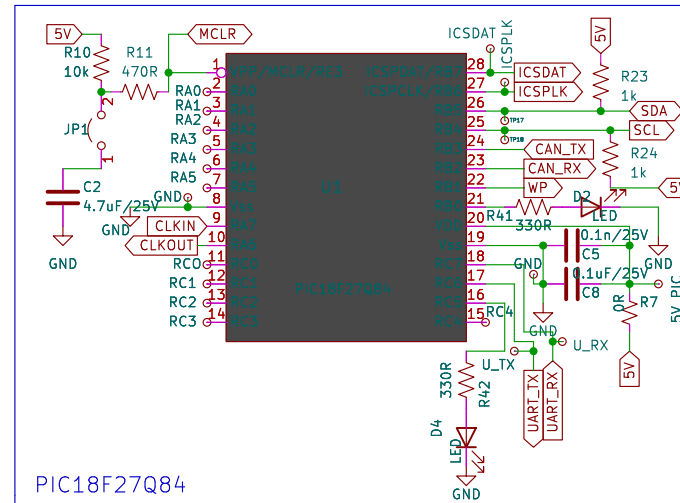 5V
MCLR
ICSDAT
ICSPLK
5V
R10
10k
R11
470R
R23
1k
2
JP1
1
C2
4.7uF/25V
GND
GND
GND
RA0
RA1
RA2
RA3
RA4
RA5
CLKIN
CLKOUT
RC0
RC1
RC2
RC3
1
2
3
4
5
6
7
8
9
10
11
12
13
14
VPP/MCLR/RE3
RA0
RA1
RA2
RA3
RA4
RA5
Vss
RA7
RA6
RC0
RC1
RC2
RC3
U1
PIC18F27Q84
ICSPDAT/RB7
ICSPCLK/RB6
RB5
RB4
RB3
RB2
RB1
RB0
VDD
Vss
RC7
RC6
RC5
RC4
28
27
26
25
24
23
22
21
20
19
18
17
16
15
ICSDAT
ICSPLK
SDA
TP17
SCL
TP18
CAN_TX
CAN_RX
WP
R24
1k
5V
D2
LED
R41
330R
0.1n/25V
C5
GND
GND
0.1uF/25V
C8
0R
R7
5V_PIC
RC4
GND
U_RX
U_TX
5V
UART_TX
UART_RX
330R
R42
D4
LED
GND
PIC18F27Q84